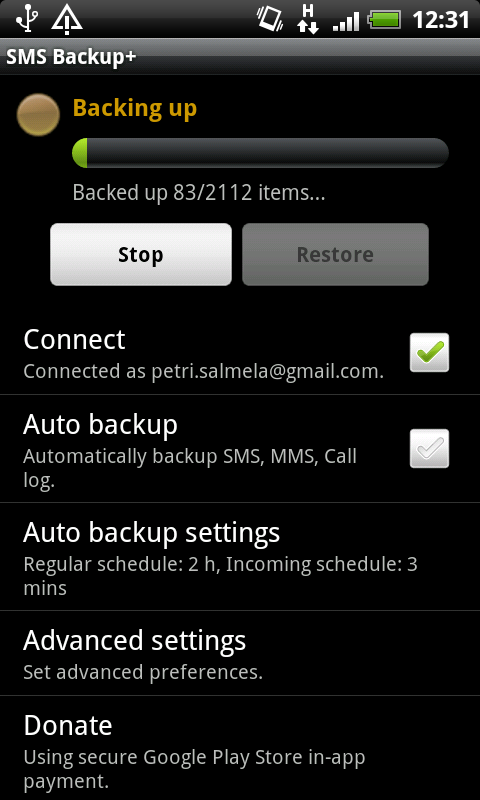 H 12:31
SMS Backup+
Backing up
Backed up 83/2112 items...
Stop Restore
Connect
Connected as petri.salmela@gmail.com.
Auto backup
Automatically backup SMS, MMS, Call
log.
Auto backup settings
Regular schedule: 2 h, Incoming schedule: 3
mins
Advanced settings
Set advanced preferences.
Donate
Using secure Google Play Store in-app
payment.